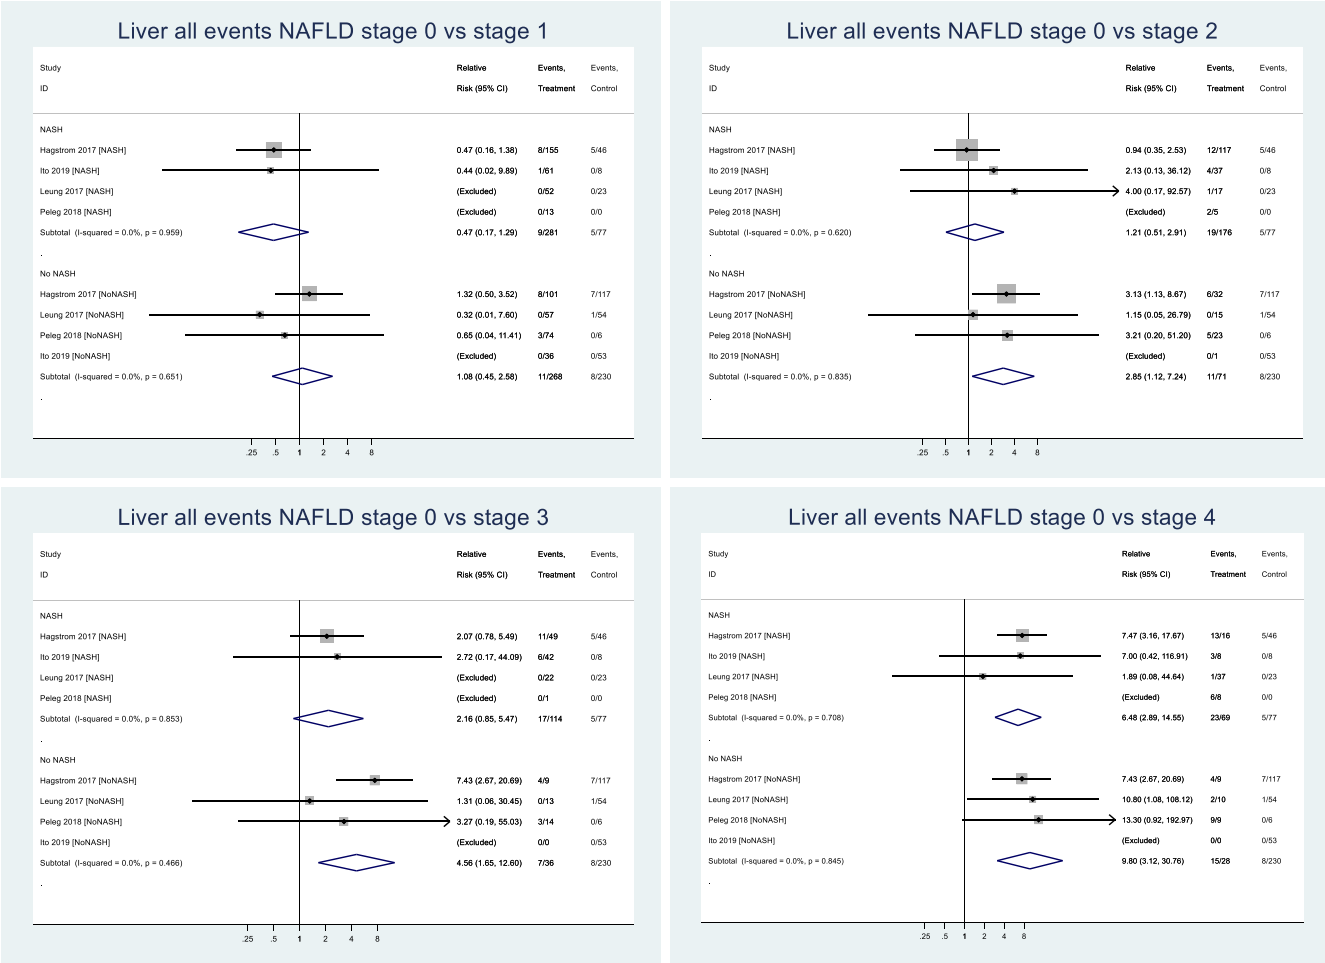 Liver all events NAFLD stage 0 vs stage 1
Study Relative Events, Events,
ID Risk (95% CI) Treatment Control
NASH
Hagstrom 2017 [NASH] 0.47 (0.16, 1.38) 8/155 5/46
Ito 2019 [NASH] 0.44 (0.02, 9.89) 1/61 0/8
Leung 2017 [NASH] (Excluded) 0/52 0/23
Peleg 2018 [NASH] (Excluded) 0/13 0/0
Subtotal (I-squared = 0.0%, p = 0.959) 0.47 (0.17, 1.29) 9/281 5/77
.
No NASH
Hagstrom 2017 [NoNASH] 1.32 (0.50, 3.52) 8/101 7/117
Leung 2017 [NoNASH] 0.32 (0.01, 7.60) 0/57 1/54
Peleg 2018 [NoNASH] 0.65 (0.04, 11.41) 3/74 0/6
Ito 2019 [NoNASH] (Excluded) 0/36 0/53
Subtotal (I-squared = 0.0%, p = 0.651) 1.08 (0.45, 2.58) 11/268 8/230
.
.25 .5 1 2 4 8
Liver all events NAFLD stage 0 vs stage 2
Study Relative Events, Events,
ID Risk (95% CI) Treatment Control
NASH
Hagstrom 2017 [NASH] 0.94 (0.35, 2.53) 12/117 5/46
Ito 2019 [NASH] 2.13 (0.13, 36.12) 4/37 0/8
Leung 2017 [NASH] 4.00 (0.17, 92.57) 1/17 0/23
Peleg 2018 [NASH] (Excluded) 2/5 0/0
Subtotal (I-squared = 0.0%, p = 0.620) 1.21 (0.51, 2.91) 19/176 5/77
.
No NASH
Hagstrom 2017 [NoNASH] 3.13 (1.13, 8.67) 6/32 7/117
Leung 2017 [NoNASH] 1.15 (0.05, 26.79) 0/15 1/54
Peleg 2018 [NoNASH] 3.21 (0.20, 51.20) 5/23 0/6
Ito 2019 [NoNASH] (Excluded) 0/1 0/53
Subtotal (I-squared = 0.0%, p = 0.835) 2.85 (1.12, 7.24) 11/71 8/230
.
.25 .5 1 2 4 8
Liver all events NAFLD stage 0 vs stage 3
Study Relative Events, Events,
ID Risk (95% CI) Treatment Control
NASH
Hagstrom 2017 [NASH] 2.07 (0.78, 5.49) 11/49 5/46
Ito 2019 [NASH] 2.72 (0.17, 44.09) 6/42 0/8
Leung 2017 [NASH] (Excluded) 0/22 0/23
Peleg 2018 [NASH] (Excluded) 0/1 0/0
Subtotal (I-squared = 0.0%, p = 0.853) 2.16 (0.85, 5.47) 17/114 5/77
.
No NASH
Hagstrom 2017 [NoNASH] 7.43 (2.67, 20.69) 4/9 7/117
Leung 2017 [NoNASH] 1.31 (0.06, 30.45) 0/13 1/54
Peleg 2018 [NoNASH] 3.27 (0.19, 55.03) 3/14 0/6
Ito 2019 [NoNASH] (Excluded) 0/0 0/53
Subtotal (I-squared = 0.0%, p = 0.466) 4.56 (1.65, 12.60) 7/36 8/230
.
.25 .5 1 2 4 8
Liver all events NAFLD stage 0 vs stage 4
Study Relative Events, Events,
ID Risk (95% CI) Treatment Control
NASH
Hagstrom 2017 [NASH] 7.47 (3.16, 17.67) 13/16 5/46
Ito 2019 [NASH] 7.00 (0.42, 116.91) 3/8 0/8
Leung 2017 [NASH] 1.89 (0.08, 44.64) 1/37 0/23
Peleg 2018 [NASH] (Excluded) 6/8 0/0
Subtotal (I-squared = 0.0%, p = 0.708) 6.48 (2.89, 14.55) 23/69 5/77
.
No NASH
Hagstrom 2017 [NoNASH] 7.43 (2.67, 20.69) 4/9 7/117
Leung 2017 [NoNASH] 10.80 (1.08, 108.12) 2/10 1/54
Peleg 2018 [NoNASH] 13.30 (0.92, 192.97) 9/9 0/6
Ito 2019 [NoNASH] (Excluded) 0/0 0/53
Subtotal (I-squared = 0.0%, p = 0.845) 9.80 (3.12, 30.76) 15/28 8/230
.
.25 .5 1 2 4 8